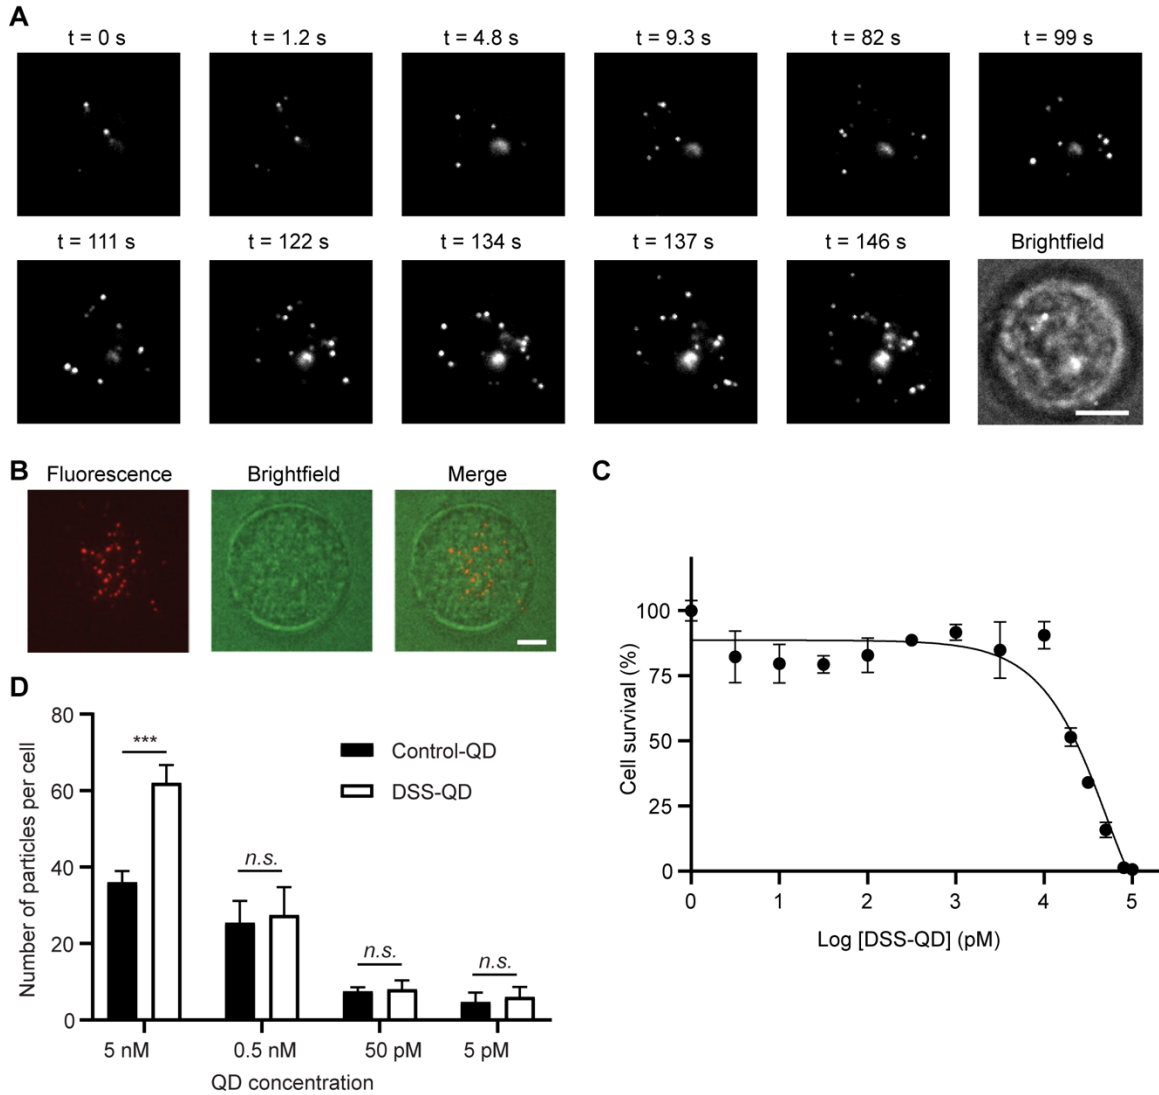 A
t = 0 s
t = 1.2 s
t = 4.8 s
t = 9.3 s
t = 82 s
t = 99 s
t = 111 s
t = 122 s
t = 134 s
t = 137 s
t = 146 s
Brightfield
B
Fluorescence
Brightfield
Merge
C
Cell survival (%)
100
75
50
25
0
0
1
2
3
4
5
Log [DSS-QD] (pM)
D
Number of particles per cell
80
60
40
20
0
***
n.s.
n.s.
n.s.
Control-QD
DSS-QD
5 nM
0.5 nM
50 pM
5 pM
QD concentration